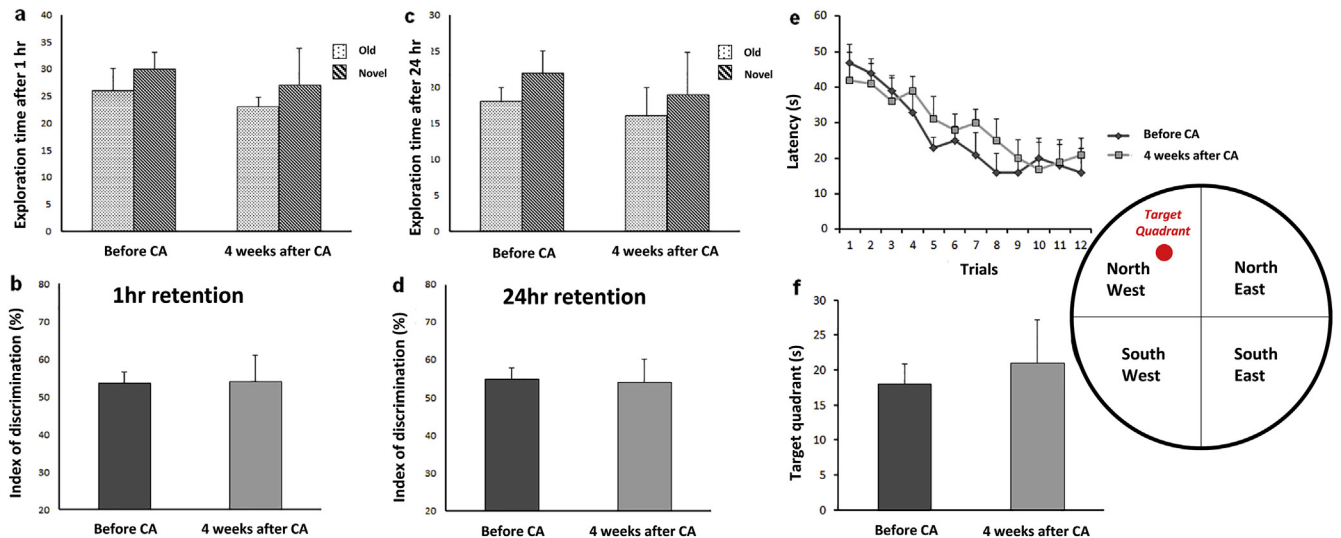 a
Exploration time after 1 hr
40
35
30
25
20
15
10
5
0
Old
Novel
Before CA
4 weeks after CA
b
1hr retention
Index of discrimination (%)
80
70
60
50
40
30
20
Before CA
4 weeks after CA
c
Exploration time after 24 hr
30
25
20
15
10
5
0
Old
Novel
Before CA
4 weeks after CA
d
24hr retention
Index of discrimination (%)
80
70
60
50
40
30
20
Before CA
4 weeks after CA
e
Latency (s)
60
50
40
30
20
10
0
1 2 3 4 5 6 7 8 9 10 11 12
Trials
Before CA
4 weeks after CA
Target
Quadrant
North
West
North
East
South
West
South
East
f
Target quadrant (s)
30
25
20
15
10
5
0
Before CA
4 weeks after CA